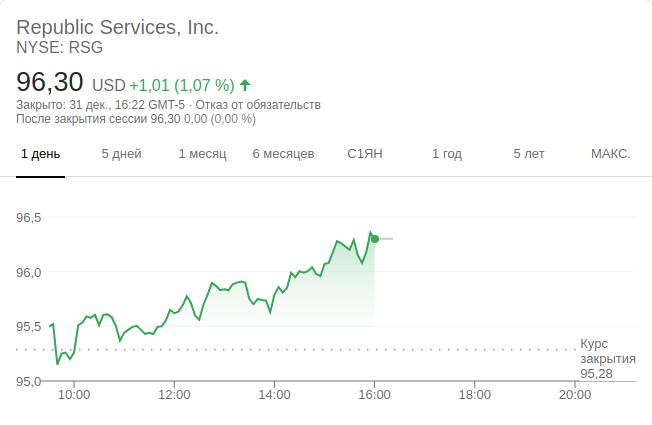 Republic Services, Inc.
NYSE: RSG
96,30 USD +1,01 (1,07 %)
Закрыто: 31 дек., 16:22 GMT-5 · Отказ от обязательств
После закрытия сессии 96,30 0,00 (0,00 %)
1 день 5 дней 1 месяц 6 месяцев С1ЯН 1 год 5 лет МАКС.
96,5
96,0
95,5
Курс
закрытия
95,28
95,0
10:00 12:00 14:00 16:00 18:00 20:00